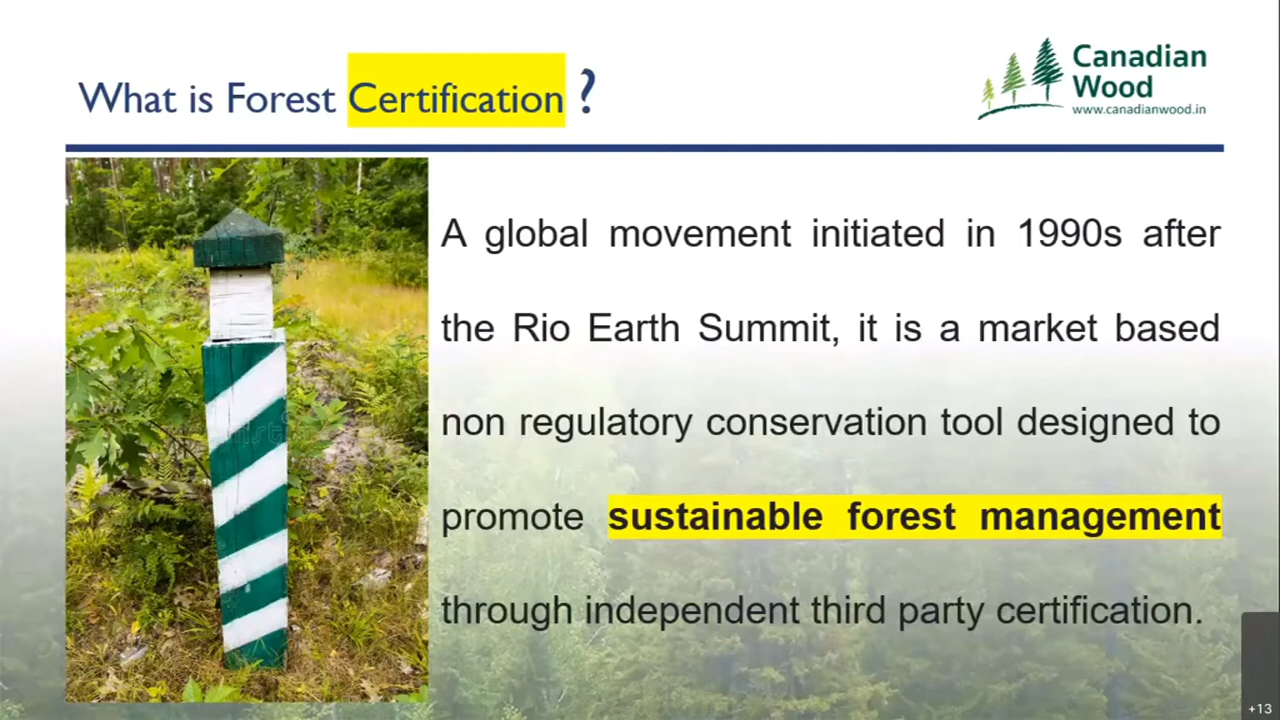 What is Forest Certification ?
Canadian
Wood
www.canadianwood.in
A global movement initiated in 1990s after
the Rio Earth Summit, it is a market based
non regulatory conservation tool designed to
promote sustainable forest management
through independent third party certification.
+13